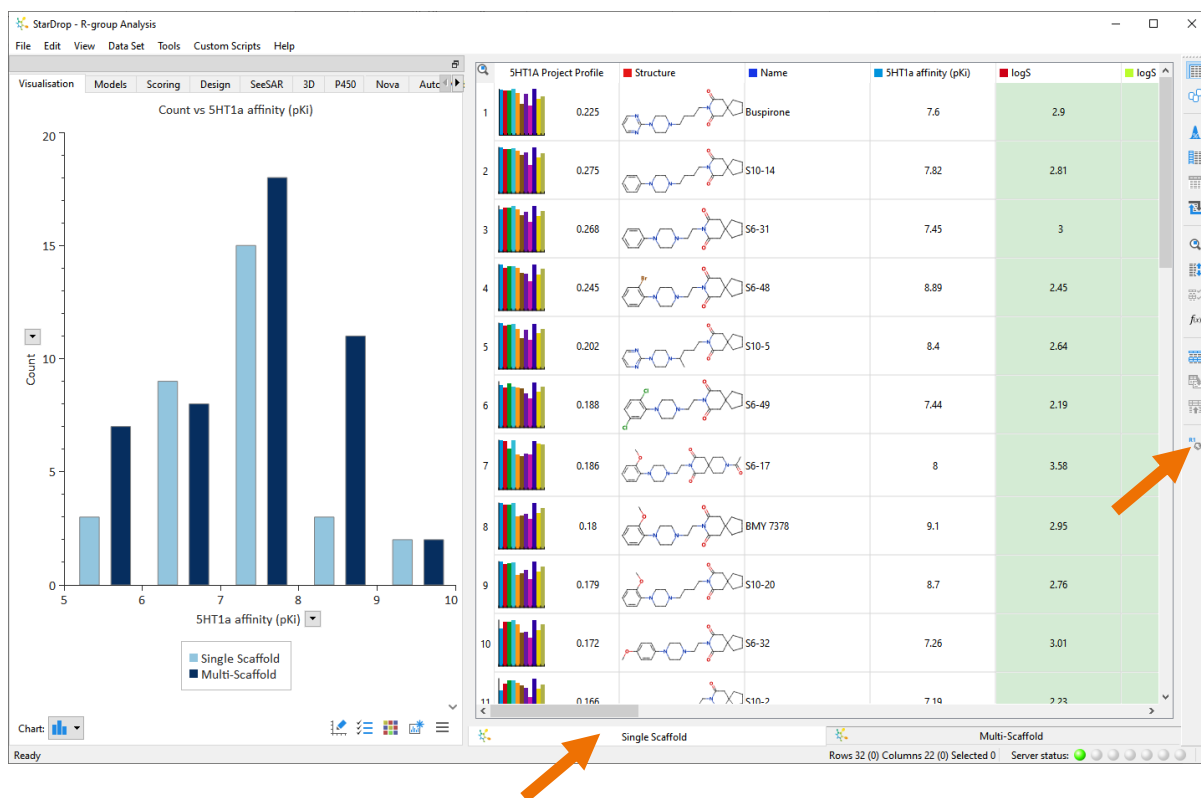 StarDrop - R-group Analysis
File Edit View Data Set Tools Custom Scripts Help
Visualisation Models Scoring Design SeeSAR 3D P450 Nova
Count vs 5HT1a affinity (pKi)
20
15
10
5
0
Count
5 6 7 8 9 10
5HT1a affinity (pKi)
Single Scaffold
Multi-Scaffold
Chart:
5HT1A Project Profile Structure Name 5HT1a affinity (pKi) logS logS
1 0.225 Buspirone 7.6 2.9
2 0.275 S10-14 7.82 2.81
3 0.268 S6-31 7.45 3
4 0.245 Br S6-48 8.89 2.45
5 0.202 S10-5 8.4 2.64
6 0.188 Cl Cl S6-49 7.44 2.19
7 0.186 S6-17 8 3.58
8 0.18 BMY 7378 9.1 2.95
9 0.179 S10-20 8.7 2.76
10 0.172 S6-32 7.26 3.01
11 0.166 S10-2 7.19 2.23
Single Scaffold Multi-Scaffold
Ready
Rows 32 (0) Columns 22 (0) Selected 0 Server status: